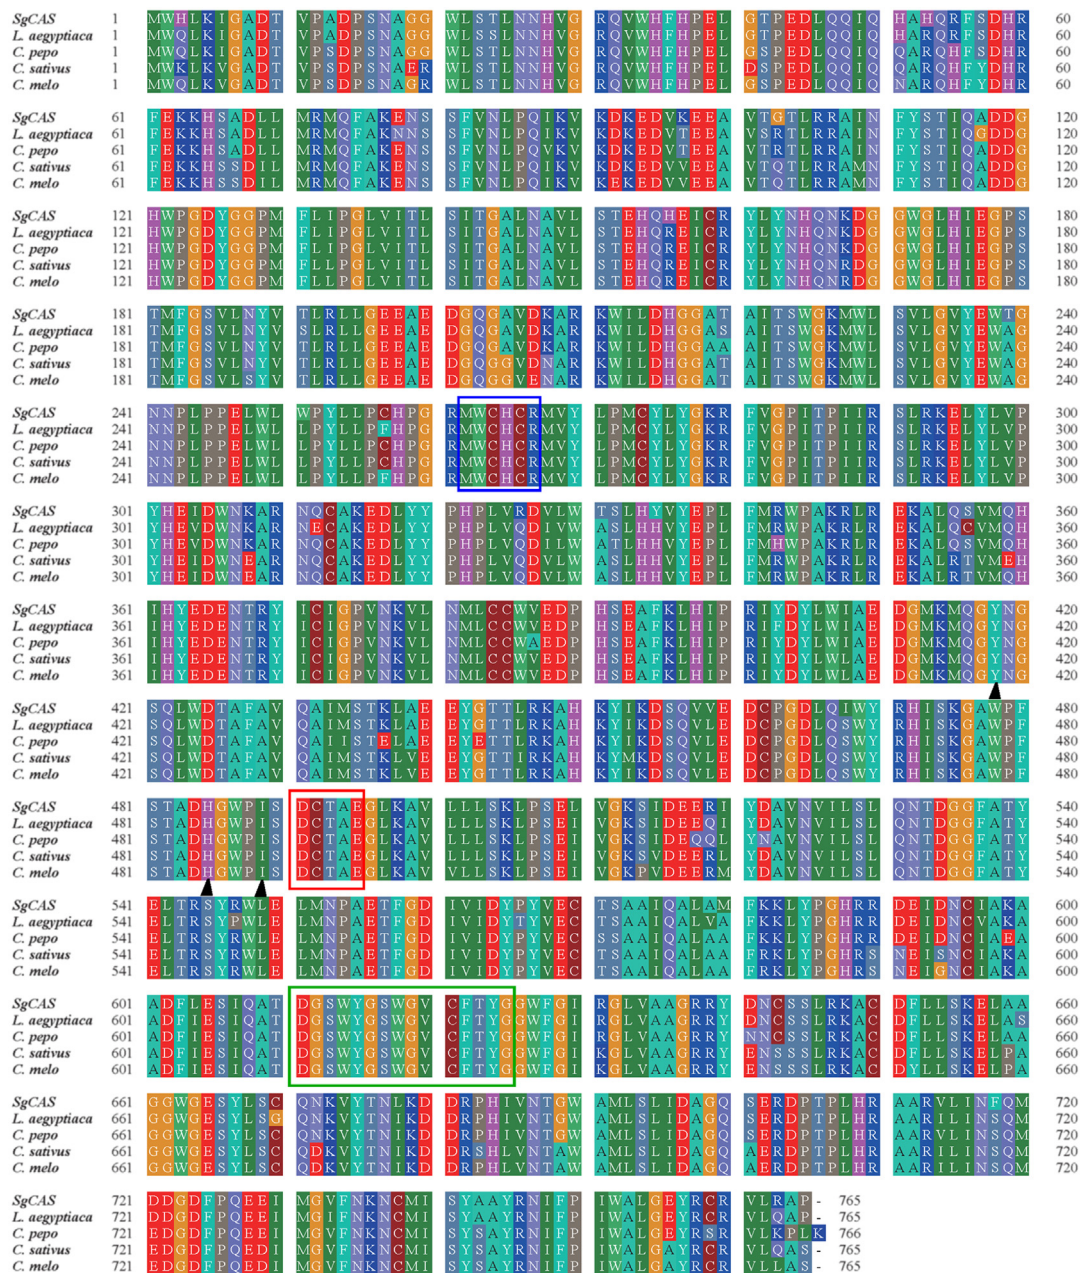 SgCAS 1 MWHLKIGADT VPADPSNAGG WLSTLNNHVG RQVWHFHPEL GTPEDLQQIQ HAHQRFSDHR 60
L. aegyptiaca 1 MWQLKIGADT VPADPSNAGG WLSSLNNHVG RQVWHFHPEL GTPEDLQQIQ HARQRFSDHR 60
C. pepo 1 MWQLKVGADT VPSDPSNAGG WLSTLNNHVG RQVWHFHPEL GSPEDLQQIQ QARQHFSDHR 60
C. sativus 1 MWKLKVGADT VPSDPSNAER WLSTLNNHVG RQVWHFHPEL DSPEDLQQIQ QARQHFYDHR 60
C. melo 1 MWQLKVGADT VPSDPSNAGR WLSTLNNHVG RQVWHFHPEL GSPEDLQQIQ NARQHFYDHR 60
SgCAS 61 FEKKHSADLL MRMQFAKENS SFVNLPQIKV KDKEDVKEEA VTGTLRRAIN FYSTIQADDG 120
L. aegyptiaca 61 FEKKHSADLL MRMQFAKNNS SFVNLPQIKV KDKEDVTEEA VTRTLRRAIN FYSTIQGDDG 120
C. pepo 61 FEKKHSADLL MRMQFAKENS SFVNLPQIKV KDKEDVTEEA VTRTLRRAIN FYSTIQADDG 120
C. sativus 61 FEKKHSSDIL MRMQFAKENS SFVNLPQIKV KEKEDVVEEA VTQTLRRAMN FYSTIQADDG 120
C. melo 61 FEKKHSSDIL MRMQFAKENS SFVNLPQIKV KEKEDVVEEA VTQTLRRAMN FYSTIQADDG 120
SgCAS 121 HWPGDYGGPM FLIPGLVITL SITGALNAVL STEHQHEICR YLYNHQNKDG GWGLHIEGPS 180
L. aegyptiaca 121 HWPGDYGGPM FLIPGLVITL SITGALNAVL STEHQREICR YLYNHQNKDG GWGLHIEGPS 180
C. pepo 121 HWPGDYGGPM FLIPGLVITL SITGALNAVL STEHQREICR YLYNHQNKDG GWGLHIEGPS 180
C. sativus 121 HWPGDYGGPM FLLPGLVITL SITGALNAVL STEHQREICR YLYNHQNRDG GWGLHIEGPS 180
C. melo 121 HWPGDYGGPM FLLPGLVITL SITGALNAVL STEHQREICR YLYNHQNRDG GWGLHIEGPS 180
SgCAS 181 TMFGSVLNYV TLRLLGEEAE DGQGAVDKAR KWILDHGGAT AITSWGKMWL SVLGVYEWTG 240
L. aegyptiaca 181 TMFGSVLNYV TLRLLGEEAE DGQGAVDKAR KWILDHGGAS AITSWGKMWL SVLGVYEWAG 240
C. pepo 181 TMFGSVLNYV TLRLLGEEAE DGQGAVDKAR KWILDHGGAA AITSWGKMWL SVLGVYEWAG 240
C. sativus 181 TMFGSVLNYV TLRLLGEEAE DGQGGVENAR KWILDHGGAT AITSWGKMWL SVLGVYEWAG 240
C. melo 181 TMFGSVLSYV TLRLLGEEAE DGQGGVENAR KWILDHGGAT AITSWGKMWL SVLGVYEWAG 240
SgCAS 241 NNPLPPELWL WPYLLPCHPG RMWCHCRMVY LPMCYLYGKR FVGPITPIIR SLRKELYLVP 300
L. aegyptiaca 241 NNPLPPELWL LPYLLPFHPG RMWCHCRMVY LPMCYLYGKR FVGPITPIIR SLRKELYLVP 300
C. pepo 241 NNPLPPELWL LPYLLPCHPG RMWCHCRMVY LPMCYLYGKR FVGPITPIIR SLRKELYLVP 300
C. sativus 241 NNPLPPELWL LPYLLPCHPG RMWCHCRMVY LPMCYLYGKR FVGPITPIIR SLRKELYLVP 300
C. melo 241 NNPLPPELWL LPYLLPFHPG RMWCHCRMVY LPMCYLYGKR FVGPITPIIR SLRKELYLVP 300
SgCAS 301 YHEIDWNKAR NQCAKEDLYY PHPLVRDVLW TSLHYVYEPL FMRWPAKRLR EKALQSVMQH 360
L. aegyptiaca 301 YHEIDWNKAR NECAKEDLYY PHPLVQDIVW ASLHHVYEPL FMRWPAKRLR EKALQCVMQH 360
C. pepo 301 YHEVDWNKAR NQCAKEDLYY PHPLVQDILW ATLHHVYEPL FMHWPAKRLR EKALQSVMQH 360
C. sativus 301 YHEIDWNEAR NQCAKEDLYY PHPLVQDVLW ASLHHVYEPL FMRWPAKRLR EKALRTVMEH 360
C. melo 301 YHEIDWNKAR NQCAKEDLYY PHPLVQDVLW ASLHHVYEPL FMRWPAKRLR EKALRTVMQH 360
SgCAS 361 IHYEDENTRY ICIGPVNKVL NMLCCWVEDP HSEAFKLHIP RIYDYLWIAE DGMKMQGYNG 420
L. aegyptiaca 361 IHYEDENTRY ICIGPVNKVL NMLCCWVEDP HSEAFKLHIP RIFDYLWIAE DGMKMQGYNG 420
C. pepo 361 IHYEDENTRY ICIGPVNKVL NMLCCWAEDP HSEAFKLHIP RIYDYLWIAE DGMKMQGYNG 420
C. sativus 361 IHYEDENTRY ICIGPVNKVL NMLCCWVEDP HSEAFKLHIP RIYDYLWLAE DGMKMQGYNG 420
C. melo 361 IHYEDENTRY ICIGPVNKVL NMLCCWVEDP HSEAFKLHIP RIYDYLWLAE DGMKMQGYNG 420
SgCAS 421 SQLWDTAFAV QAIMSTKLAE EYGTTLRKAH KYIKDSQVVE DCPGDLQIWY RHISKGAWPF 480
L. aegyptiaca 421 SQLWDTAFAV QAIMSTKLAE EYGTTLRKAH KYIKDSQVLE DCPGDLQSWY RHISKGAWPF 480
C. pepo 421 SQLWDTAFAV QAIISTELAE EYETTLRKAH KYIKDSQVLE DCPGDLQSWY RHISKGAWPF 480
C. sativus 421 SQLWDTAFAV QAIMSTKLVE EYGTTLRKAH KYMKDSQVLE DCPGDLQSWY RHISKGAWPF 480
C. melo 421 SQLWDTAFAV QAIMSTKLVE EYGTTLRKAH KYIKDSQVLE DCPGDLQSWY RHISKGAWPF 480
SgCAS 481 STADHGWPIS DCTAEGLKAV LLLSKLPSEL VGKSIDEERI YDAVNVILSL QNTDGGFATY 540
L. aegyptiaca 481 STADHGWPIS DCTAEGLKAV LLLSKLPSEI VGKSIDEEQI YDAVNVILSL QNTDGGFATY 540
C. pepo 481 STADHGWPIS DCTAEGLKAV LLLSKLPSEI VGKSIDEQQL YNAVNVILSL QNTDGGFATY 540
C. sativus 481 STADHGWPIS DCTAEGLKAV LLLSKLPSEI VGKPVDEERL YDAVNVILSL QNTDGGFATY 540
C. melo 481 STADHGWPIS DCTAEGLKAV LLLSKLPSEI VGKSVDEERM YDAVNVILSL QNTDGGFATY 540
SgCAS 541 ELTRSYRWLE LMNPAETFGD IVIDYPYVEC TSAAIQALAM FKKLYPGHRR DEIDNCIAKA 600
L. aegyptiaca 541 ELTRSYPWLE LMNPAETFGD IVIDYTYVEC TSAAIQALVA FKKLYPGHRR DEIDNCVAKA 600
C. pepo 541 ELTRSYRWLE LMNPAETFGD IVIDYPYVEC SSAAIQALAA FRKLYPGHRR DEIDNCIAEA 600
C. sativus 541 ELTRSYRWLE LMNPAETFGD IVIDYPYVEC TSAAIQALAA FKKLYPGHRS NEIDNCIAKA 600
C. melo 541 ELTRSYRWLE LMNPAETFGD IVIDYPYVEC TSAAIQALAA FKKLYPGHRS NEIGNCIAKA 600
SgCAS 601 ADFLESIQAT DGSWYGSWGV CFTYGGWFGI RGLVAAGRRY DNCSSLRKAC DFLLSKELAA 660
L. aegyptiaca 601 ADFIESIQAT DGSWYGSWGV CFTYGGWFGI RGLVAAGRRY DNCSSLRKAC DFLLSKELAS 660
C. pepo 601 ADFIESIQAT DGSWYGSWGV CFTYGGWFGI RGLVAAGRRY NNCSSLRKAC DFLLSKELAA 660
C. sativus 601 ADFIESIQAT DGSWYGSWGV CFTYGGWFGI KGLVAAGRRY ENSSSLRKAC DFLLSKELPA 660
C. melo 601 ADFIESIQAT DGSWYGSWGV CFTYGGWFGI RGLVAAGRRY ENCSSLRKAC DFLLSKELPA 660
SgCAS 661 GGWGESYLSC QNKVYTNLKD DRPHIVNTGW AMLSLIDAGQ SERDPTPLHR AARVLINFQM 720
L. aegyptiaca 661 GGWGESYLSG QNKVYTNIKD DRPHIVNTGW AMLSLIDAGQ SERDPTPLHR AARVLINSQM 720
C. pepo 661 GGWGESYLSC QNKVYTNIKD DRPHIVNTGW AMLSLIDAGQ SERDPTPLHR AARILINSQM 720
C. sativus 661 GGWGESYLSC QDKVYTNIKD DRPHIVNTAW AMLSLIDAGQ AERDPTPLHR AARILINSQM 720
C. melo 661 GGWGESYLSC QNKVYTNIKD DRPHLVNTAW AMLSLIDAGQ AERDPTPLHR AARILINSQM 720
SgCAS 721 DDGDFPQEEI MGVFNKNCMI SYAAYRNIFP IWALGEYRCR VLRAP- 765
L. aegyptiaca 721 DDGDFPQEEI MGVFNKNCMI SYAAYRNIFP IWALGEYRCR VLQAP- 765
C. pepo 721 EDGDFPQEEI MGVFNKNCMI SYSAYRNIFP IWALGEYRSR VLKPLK 766
C. sativus 721 EDGDFPQEDI MGVFNKNCMI SYSAYRNIFP IWALGAYRCR VLQAS- 765
C. melo 721 EDGDFPQEDI MGVFNKNCMI SYSAYRNIFP IWALGAYRCR VLLAS- 765